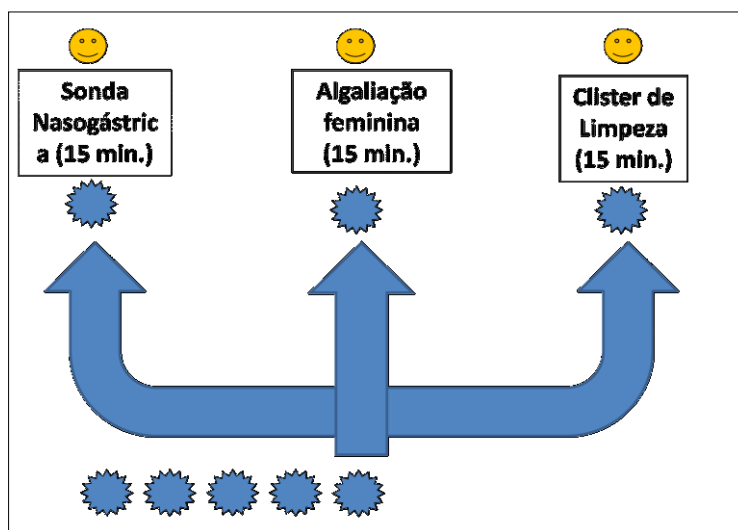 Sonda
Nasogástric
a (15 min.)
Algaliação
feminina
(15 min.)
Clister de
Limpeza
(15 min.)